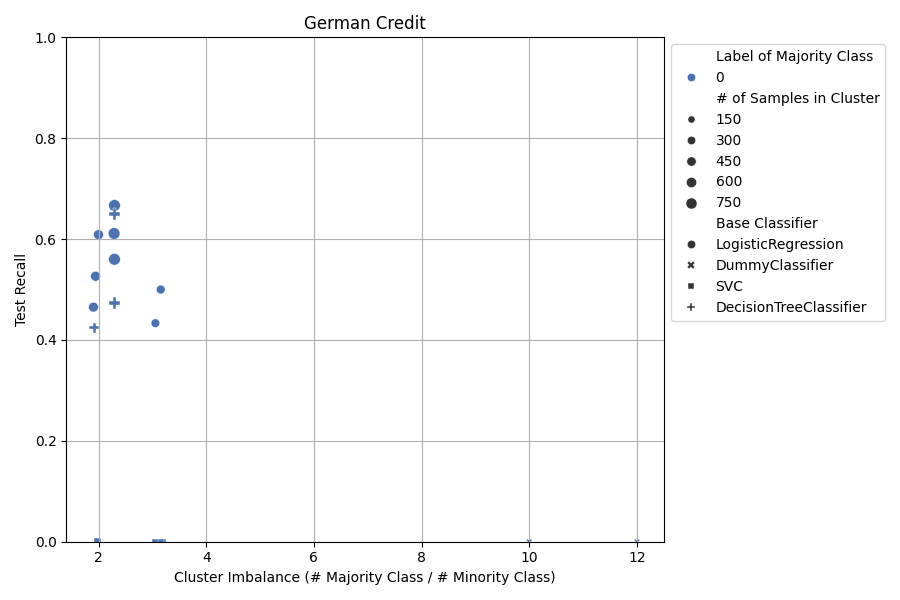 German Credit
1.0
0.8
0.6
0.4
0.2
0.0
Test Recall
2
4
6
8
10
12
Cluster Imbalance (# Majority Class / # Minority Class)
Label of Majority Class
0
# of Samples in Cluster
150
300
450
600
750
Base Classifier
LogisticRegression
DummyClassifier
SVC
DecisionTreeClassifier